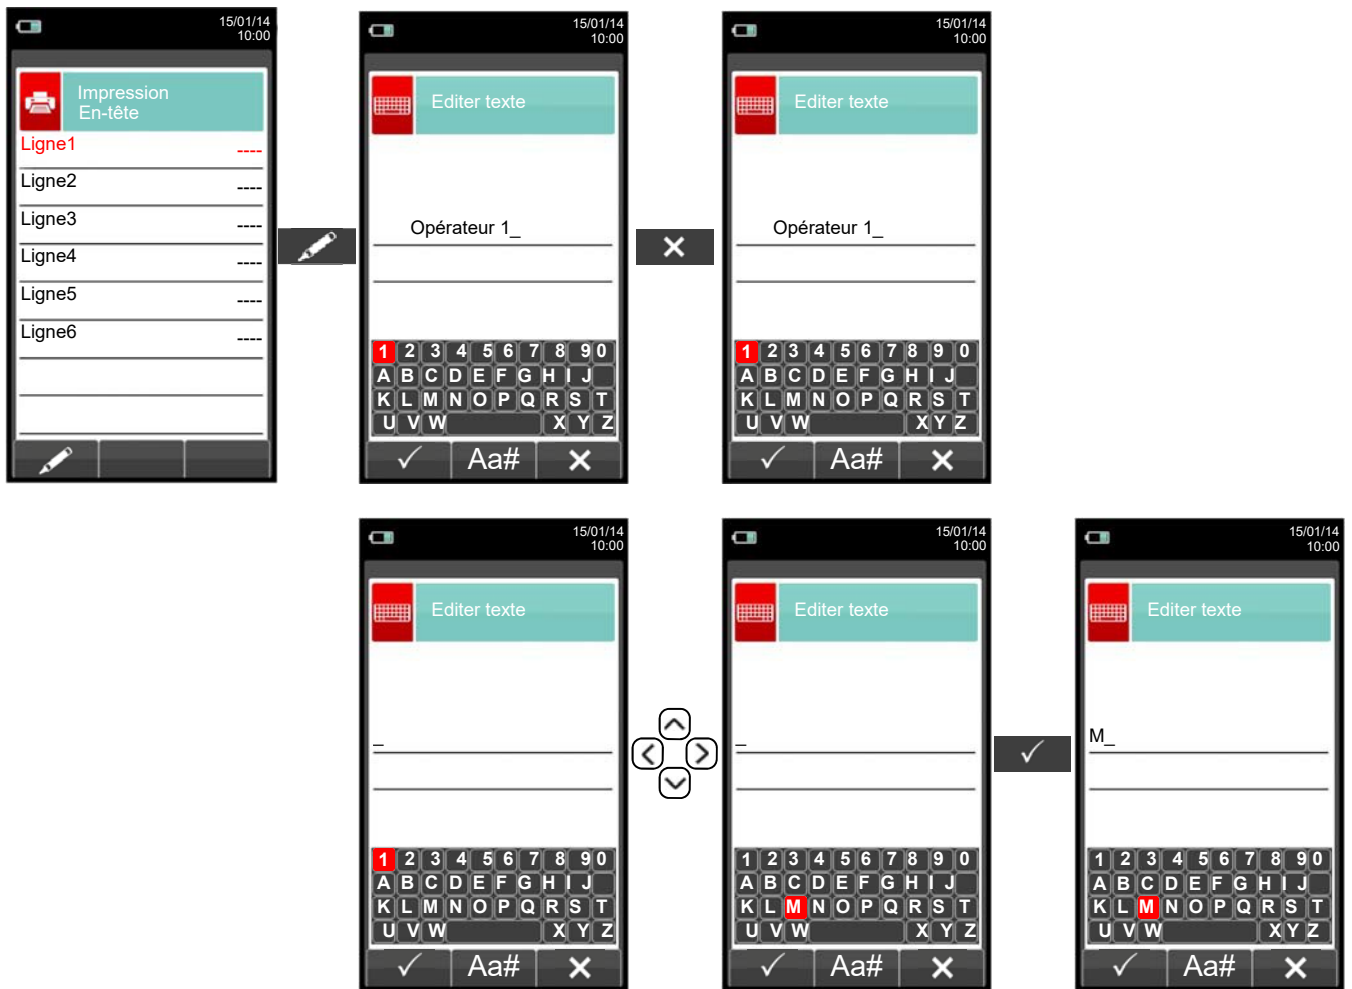 15/01/14
10:00
Impression
En-tête
Ligne1 ----
Ligne2 ----
Ligne3 ----
Ligne4 ----
Ligne5 ----
Ligne6 ----
15/01/14
10:00
Editer texte
Opérateur 1_
1 2 3 4 5 6 7 8 9 0
A B C D E F G H I J
K L M N O P Q R S T
U V W X Y Z
Aa#
15/01/14
10:00
Editer texte
Opérateur 1_
1 2 3 4 5 6 7 8 9 0
A B C D E F G H I J
K L M N O P Q R S T
U V W X Y Z
Aa#
15/01/14
10:00
Editer texte
_
1 2 3 4 5 6 7 8 9 0
A B C D E F G H I J
K L M N O P Q R S T
U V W X Y Z
Aa#
15/01/14
10:00
Editer texte
_
1 2 3 4 5 6 7 8 9 0
A B C D E F G H I J
K L M N O P Q R S T
U V W X Y Z
Aa#
15/01/14
10:00
Editer texte
M_
1 2 3 4 5 6 7 8 9 0
A B C D E F G H I J
K L M N O P Q R S T
U V W X Y Z
Aa#